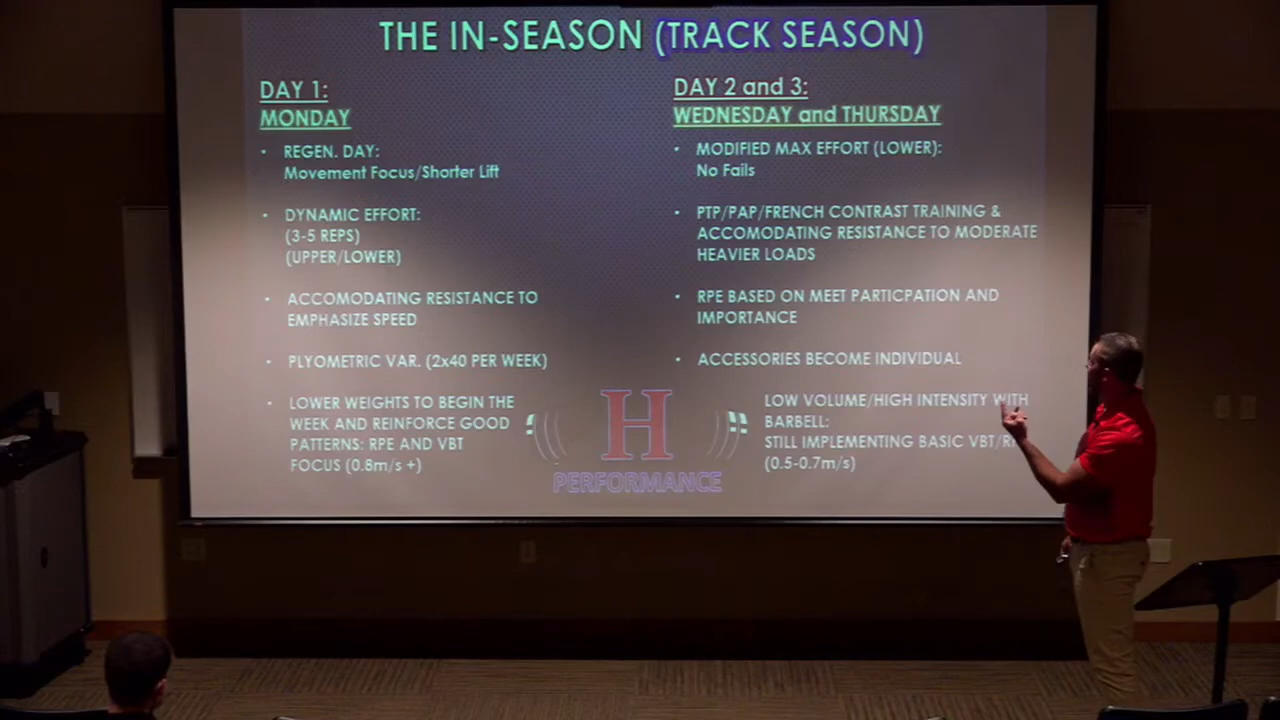 THE IN-SEASON (TRACK SEASON)
DAY 1:
MONDAY
• REGEN. DAY:
Movement Focus/Shorter Lift
• DYNAMIC EFFORT:
(3-5 REPS)
(UPPER/LOWER)
• ACCOMODATING RESISTANCE TO
EMPHASIZE SPEED
• PLYOMETRIC VAR. (2x40 PER WEEK)
• LOWER WEIGHTS TO BEGIN THE
WEEK AND REINFORCE GOOD
PATTERNS: RPE AND VBT
FOCUS (0.8m/s +)
DAY 2 and 3:
WEDNESDAY and THURSDAY
• MODIFIED MAX EFFORT (LOWER):
No Fails
• PTP/PAP/FRENCH CONTRAST TRAINING &
ACCOMODATING RESISTANCE TO MODERATE
HEAVIER LOADS
• RPE BASED ON MEET PARTICPATION AND
IMPORTANCE
• ACCESSORIES BECOME INDIVIDUAL
LOW VOLUME/HIGH INTENSITY WITH
BARBELL:
STILL IMPLEMENTING BASIC VBT/
(0.5-0.7m/s)
H
PERFORMANCE